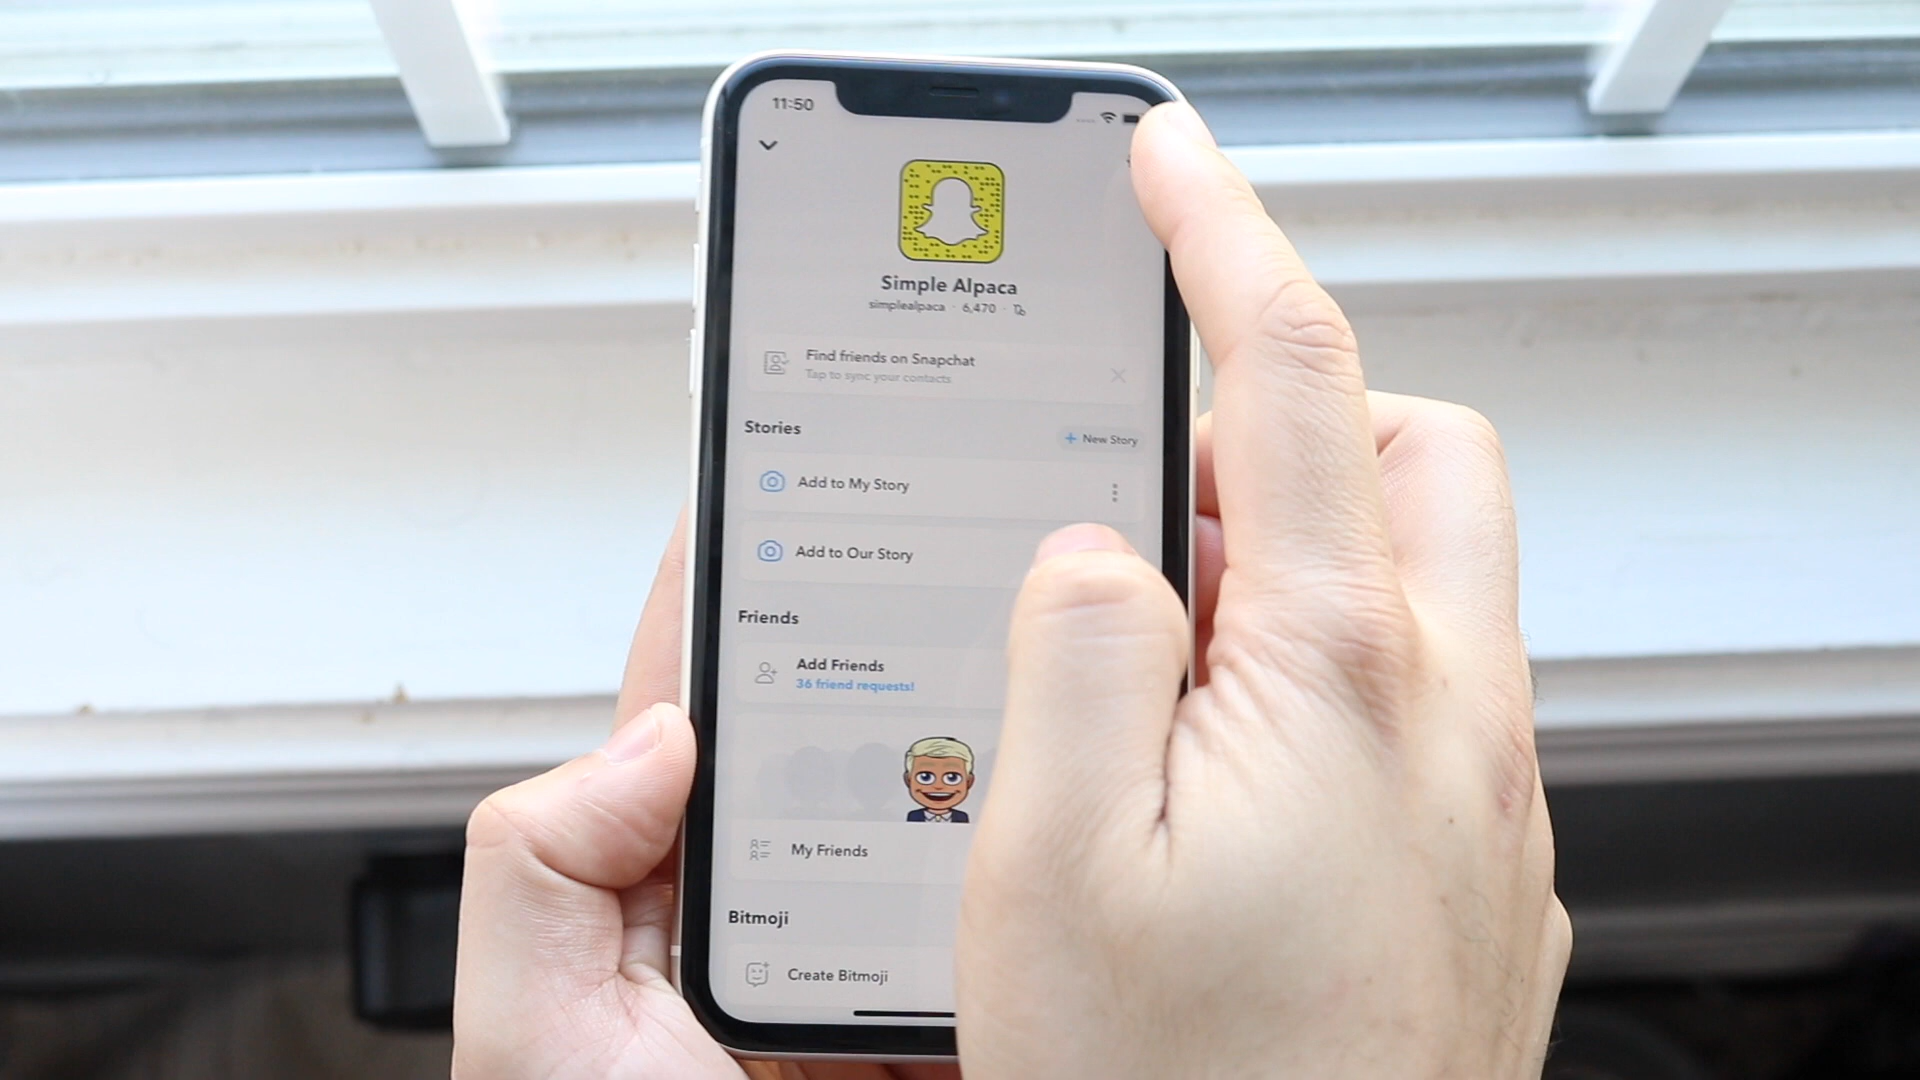 11:50
Simple Alpaca
simplealpaca · 6,470 ·
Find friends on Snapchat
Tap to sync your contacts
Stories
+ New Story
Add to My Story
Add to Our Story
Friends
Add Friends
36 friend requests!
My Friends
Bitmoji
Create Bitmoji